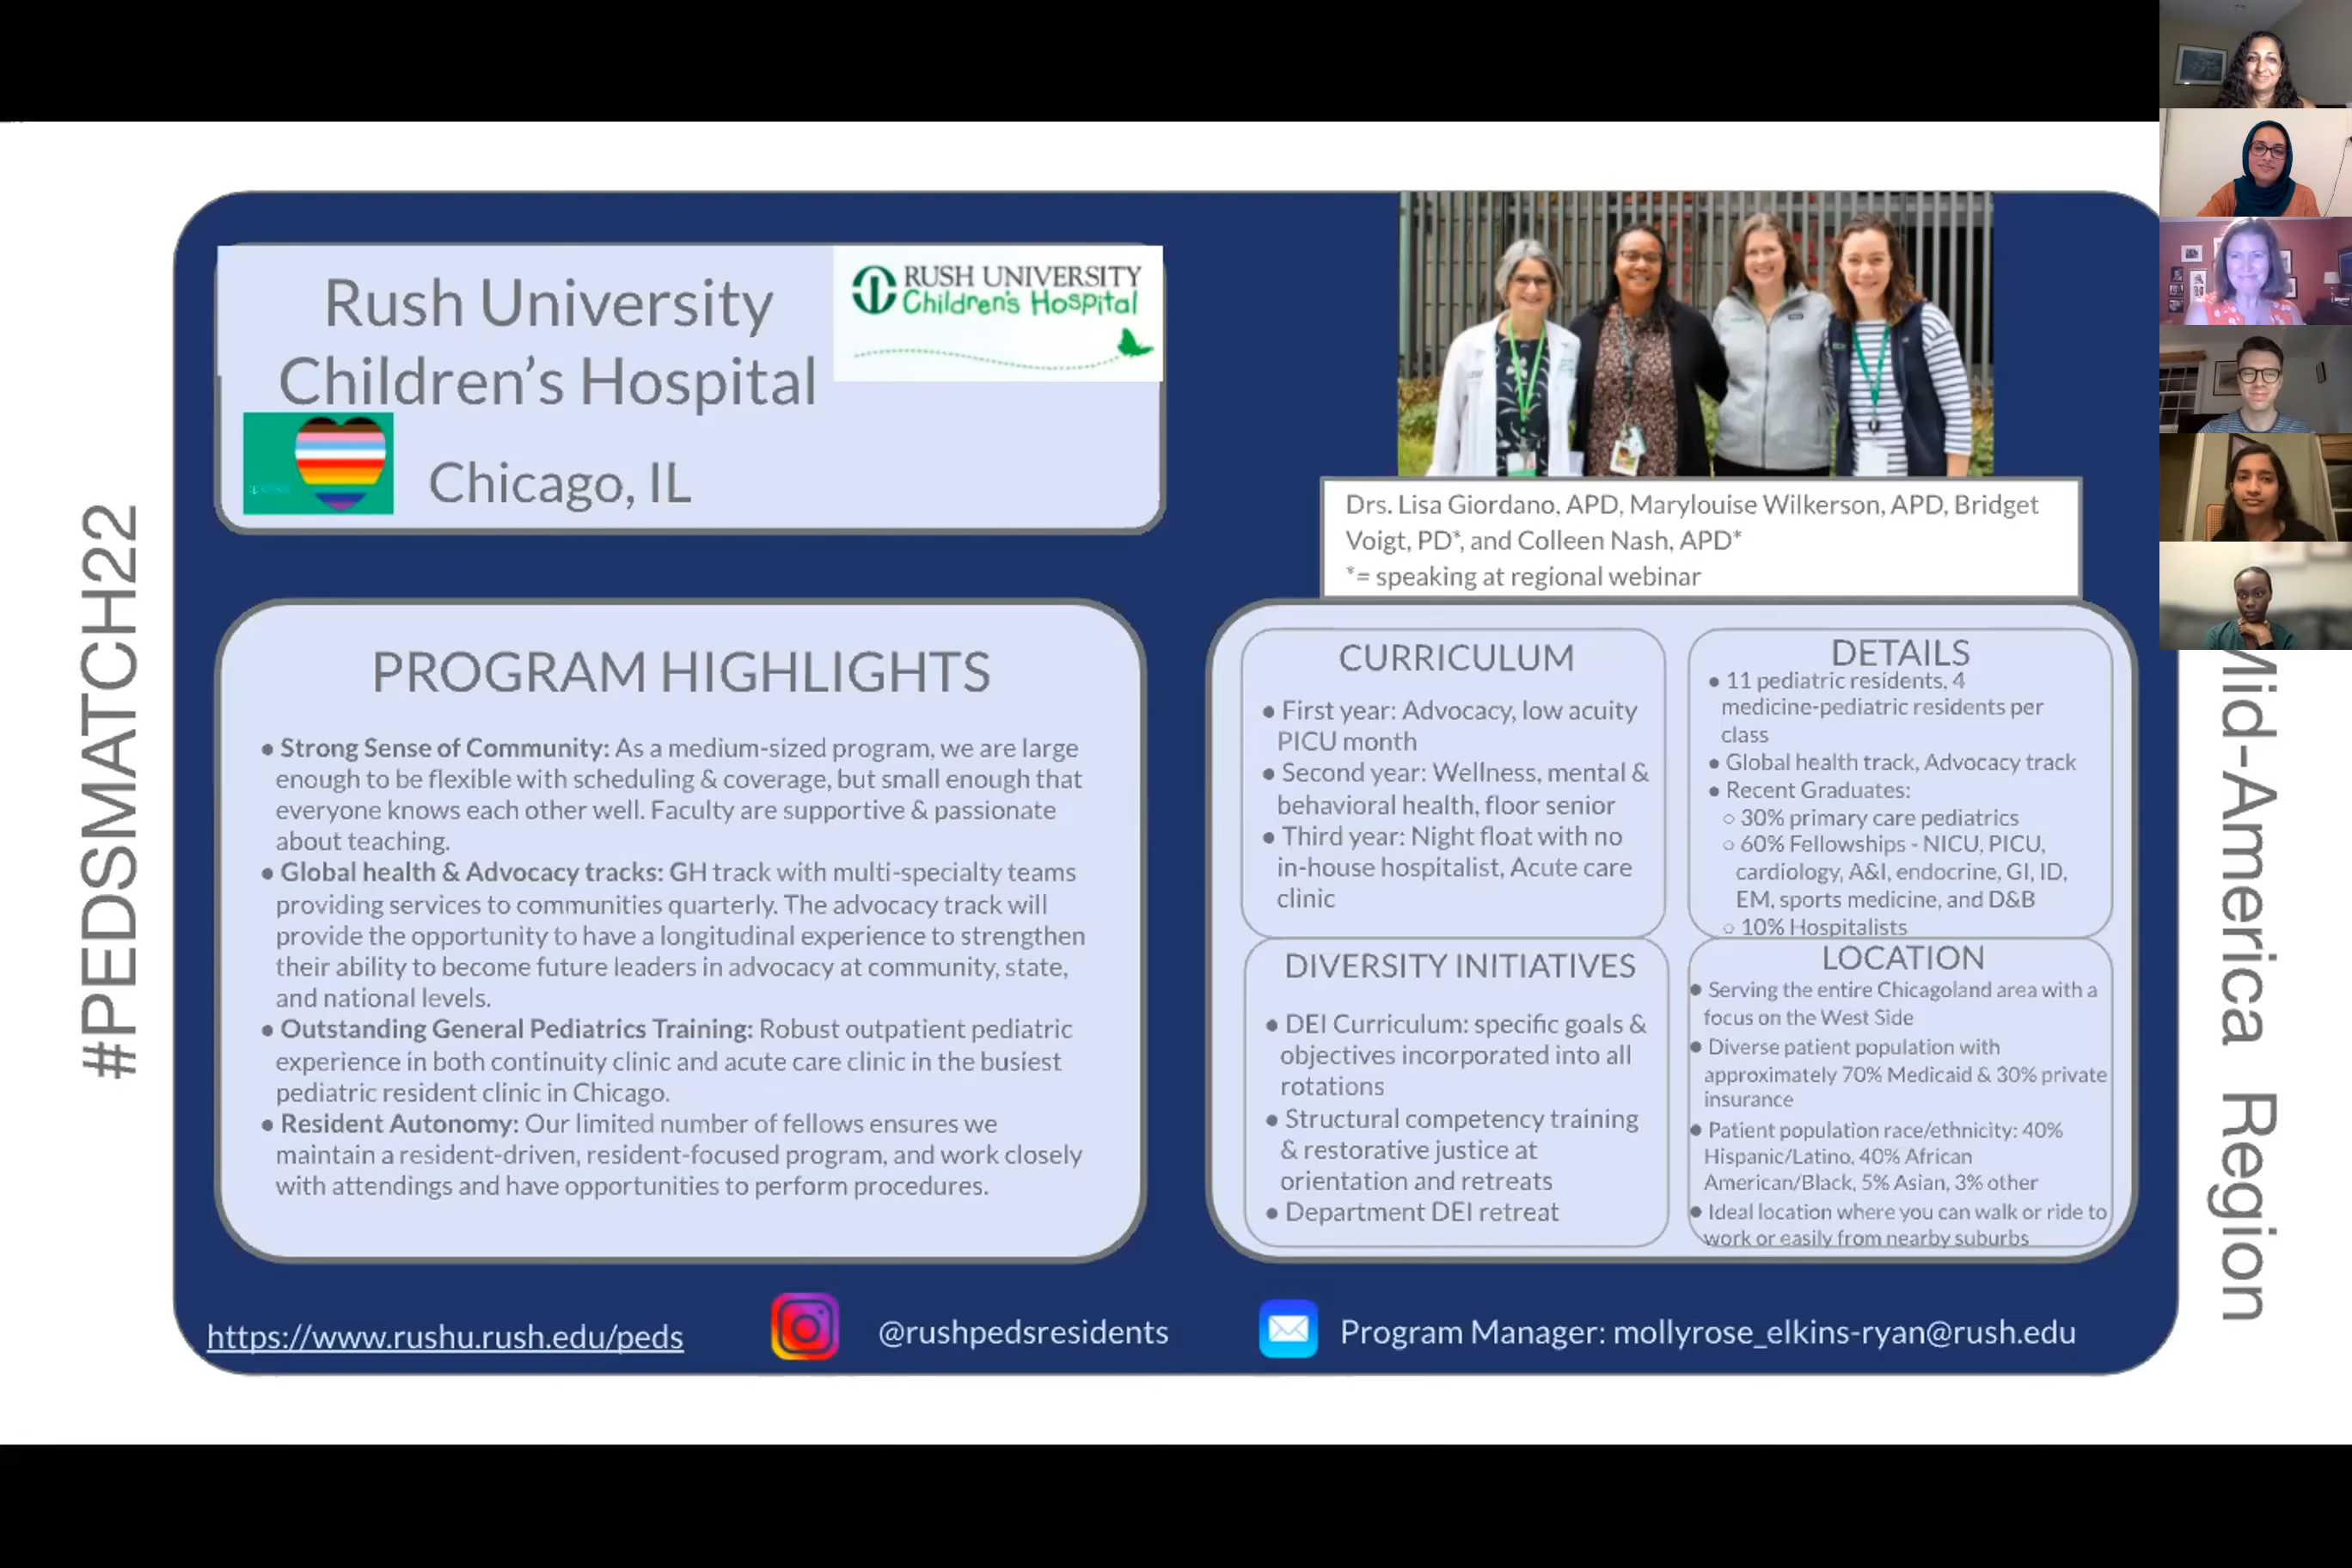 #PEDSMATCH22
Rush University
Children's Hospital
Chicago, IL
RUSH UNIVERSITY
Children's Hospital
Drs. Lisa Giordano, APD, Marylouise Wilkerson, APD, Bridget
Voigt, PD*, and Colleen Nash, APD*
*= speaking at regional webinar
PROGRAM HIGHLIGHTS
● Strong Sense of Community: As a medium-sized program, we are large
enough to be flexible with scheduling & coverage, but small enough that
everyone knows each other well. Faculty are supportive & passionate
about teaching.
● Global health & Advocacy tracks: GH track with multi-specialty teams
providing services to communities quarterly. The advocacy track will
provide the opportunity to have a longitudinal experience to strengthen
their ability to become future leaders in advocacy at community, state,
and national levels.
● Outstanding General Pediatrics Training: Robust outpatient pediatric
experience in both continuity clinic and acute care clinic in the busiest
pediatric resident clinic in Chicago.
● Resident Autonomy: Our limited number of fellows ensures we
maintain a resident-driven, resident-focused program, and work closely
with attendings and have opportunities to perform procedures.
CURRICULUM
● First year: Advocacy, low acuity
PICU month
● Second year: Wellness, mental &
behavioral health, floor senior
● Third year: Night float with no
in-house hospitalist, Acute care
clinic
DETAILS
● 11 pediatric residents, 4
medicine-pediatric residents per
class
● Global health track, Advocacy track
● Recent Graduates:
○ 30% primary care pediatrics
○ 60% Fellowships - NICU, PICU,
cardiology, A&I, endocrine, GI, ID,
EM, sports medicine, and D&B
○ 10% Hospitalists
DIVERSITY INITIATIVES
● DEI Curriculum: specific goals &
objectives incorporated into all
rotations
● Structural competency training
& restorative justice at
orientation and retreats
● Department DEI retreat
LOCATION
● Serving the entire Chicagoland area with a
focus on the West Side
● Diverse patient population with
approximately 70% Medicaid & 30% private
insurance
● Patient population race/ethnicity: 40%
Hispanic/Latino, 40% African
American/Black, 5% Asian, 3% other
● Ideal location where you can walk or ride to
work or easily from nearby suburbs
https://www.rushu.rush.edu/peds
@rushpedsresidents
Program Manager: mollyrose_elkins-ryan@rush.edu
Mid-America Region